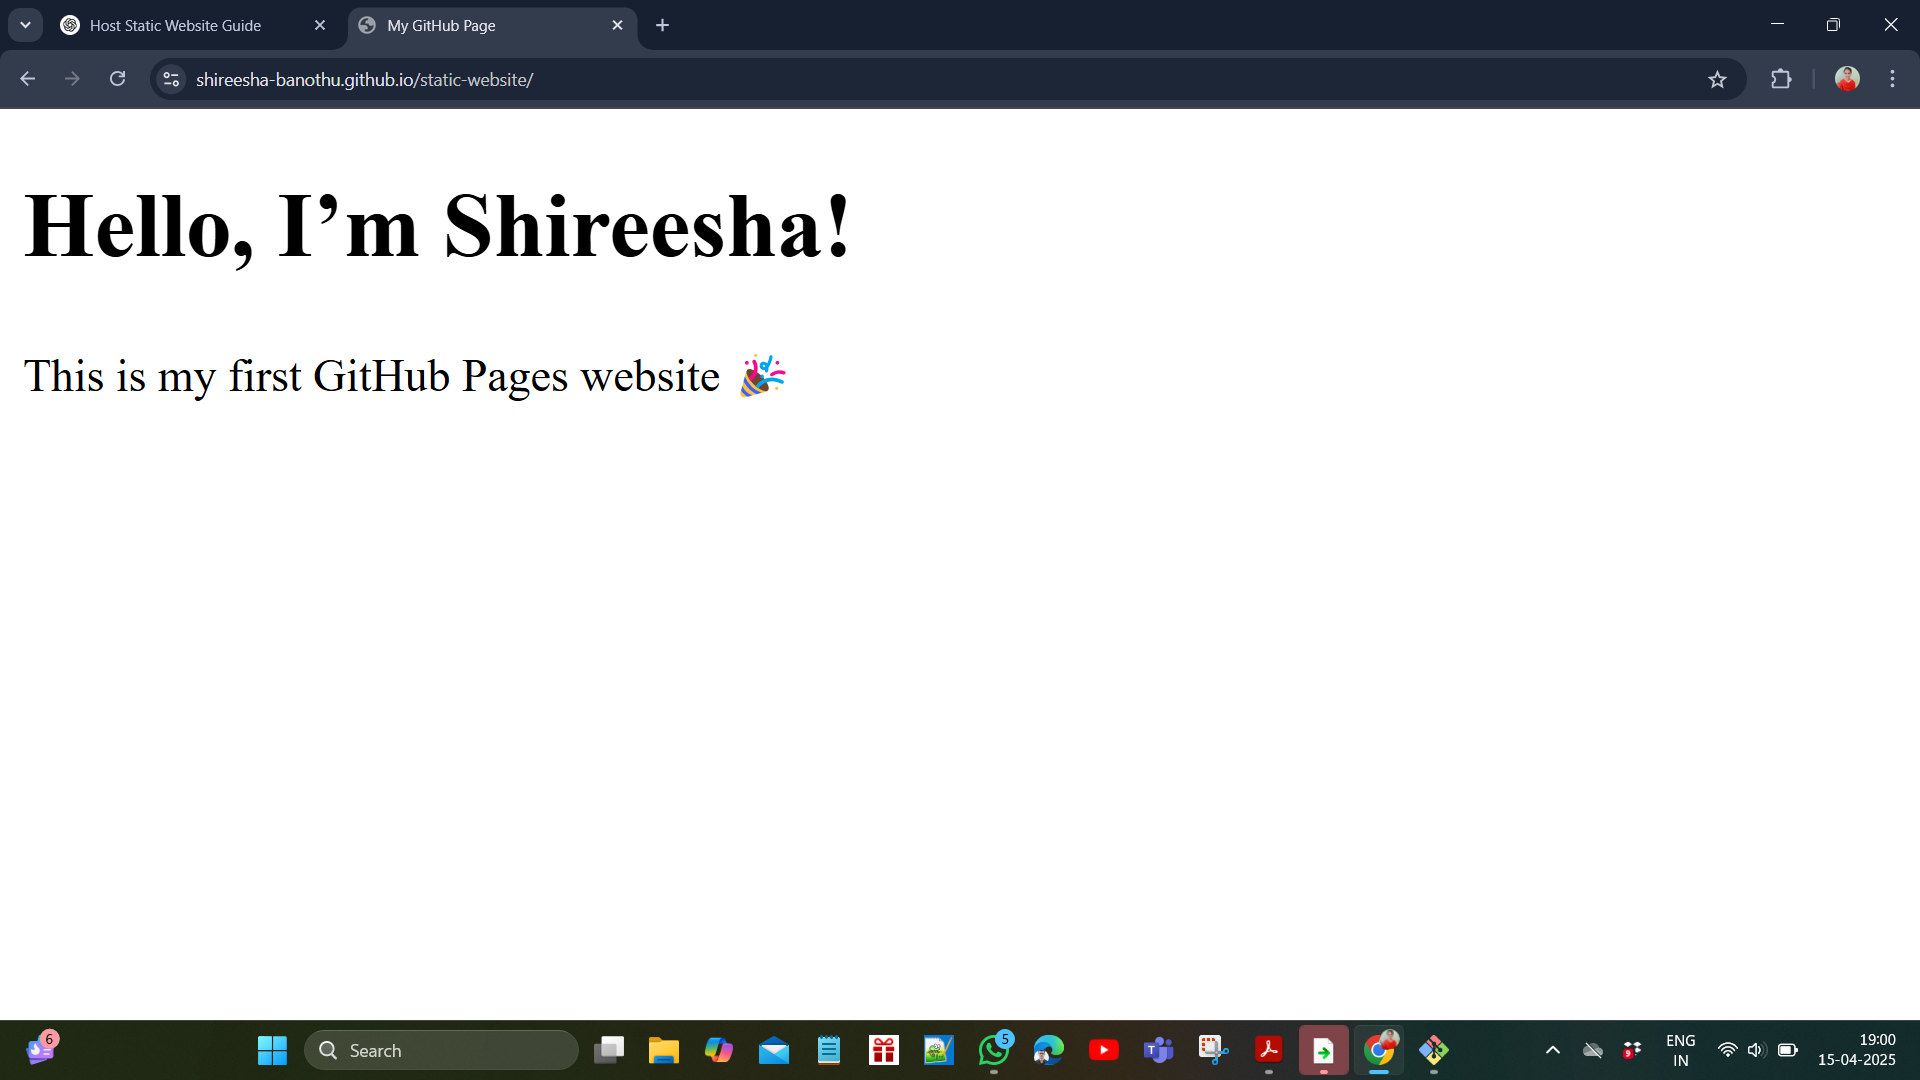 Host Static Website Guide
My GitHub Page
shireesha-banothu.github.io/static-website/
Hello, I’m Shireesha!
This is my first GitHub Pages website 🎉
6
Search
5
T
9
ENG
IN
19:00
15-04-2025